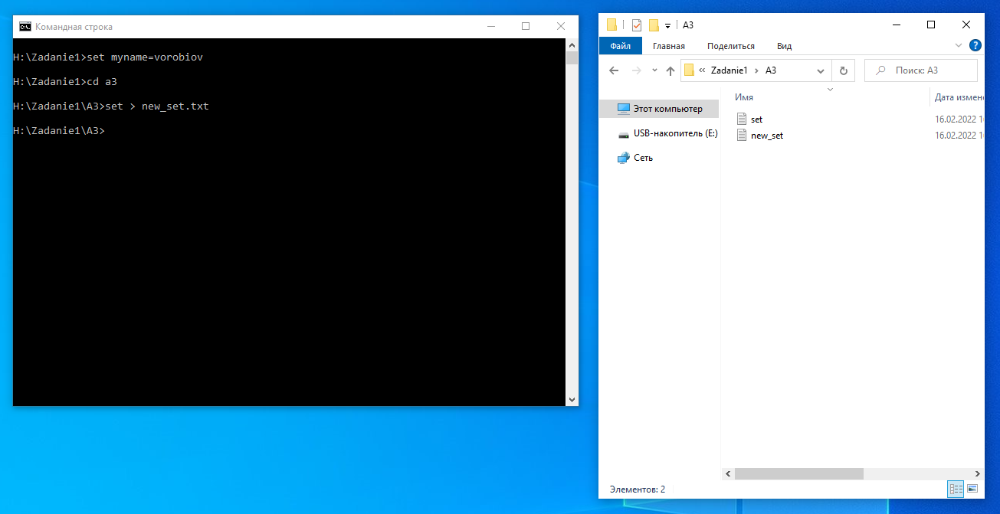 Командная строка
H:\Zadanie1>set myname=vorobiov
H:\Zadanie1>cd a3
H:\Zadanie1\A3>set > new_set.txt
H:\Zadanie1\A3>
A3
Файл Главная Поделиться Вид
« Zadanie1 › A3 Поиск: A3
Имя Дата
Этот компьютер
USB-накопитель (E:)
Сеть
set 16.02.2022
new_set 16.02.2022
Элементов: 2